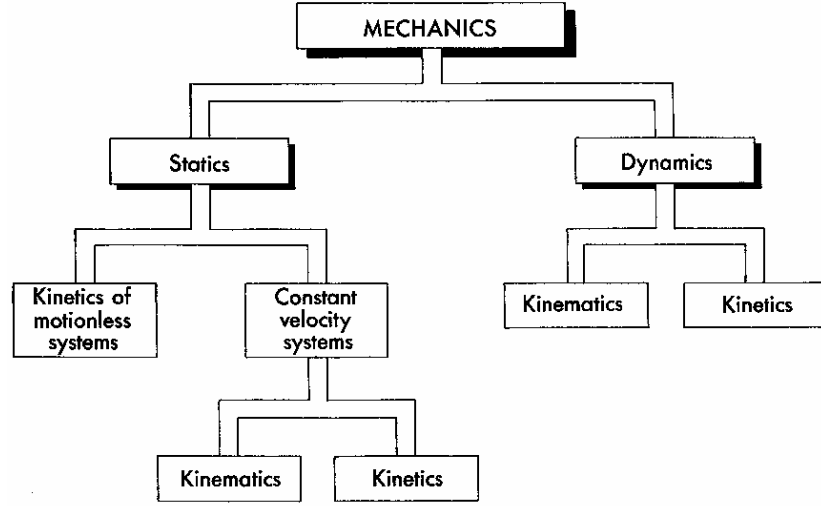 MECHANICS
Statics
Dynamics
Kinetics of
motionless
systems
Constant
velocity
systems
Kinematics
Kinetics
Kinematics
Kinetics